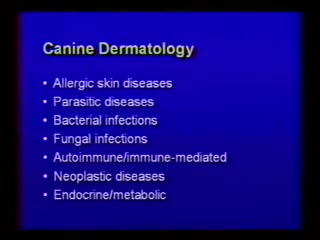 Canine Dermatology
• Allergic skin diseases
• Parasitic diseases
• Bacterial infections
• Fungal infections
• Autoimmune/immune-mediated
• Neoplastic diseases
• Endocrine/metabolic